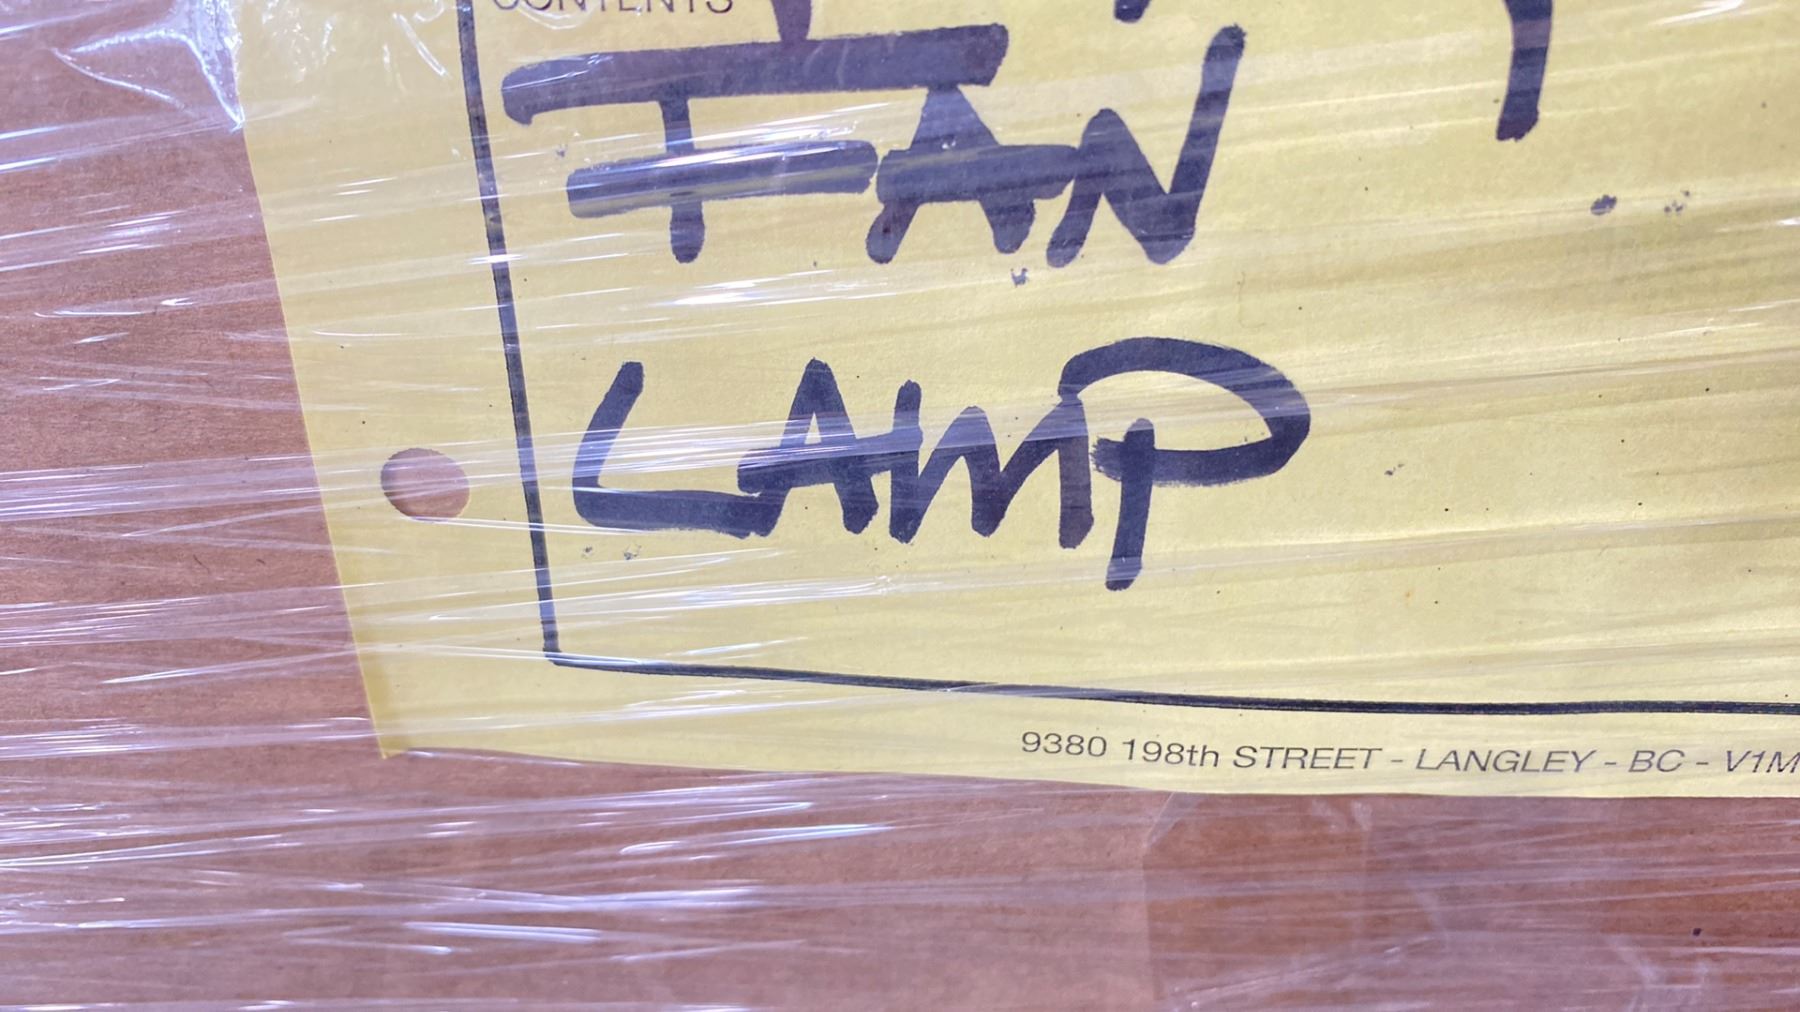 CONTENTS
FAN
LAMP
9380 198th STREET - LANGLEY - BC - V1M